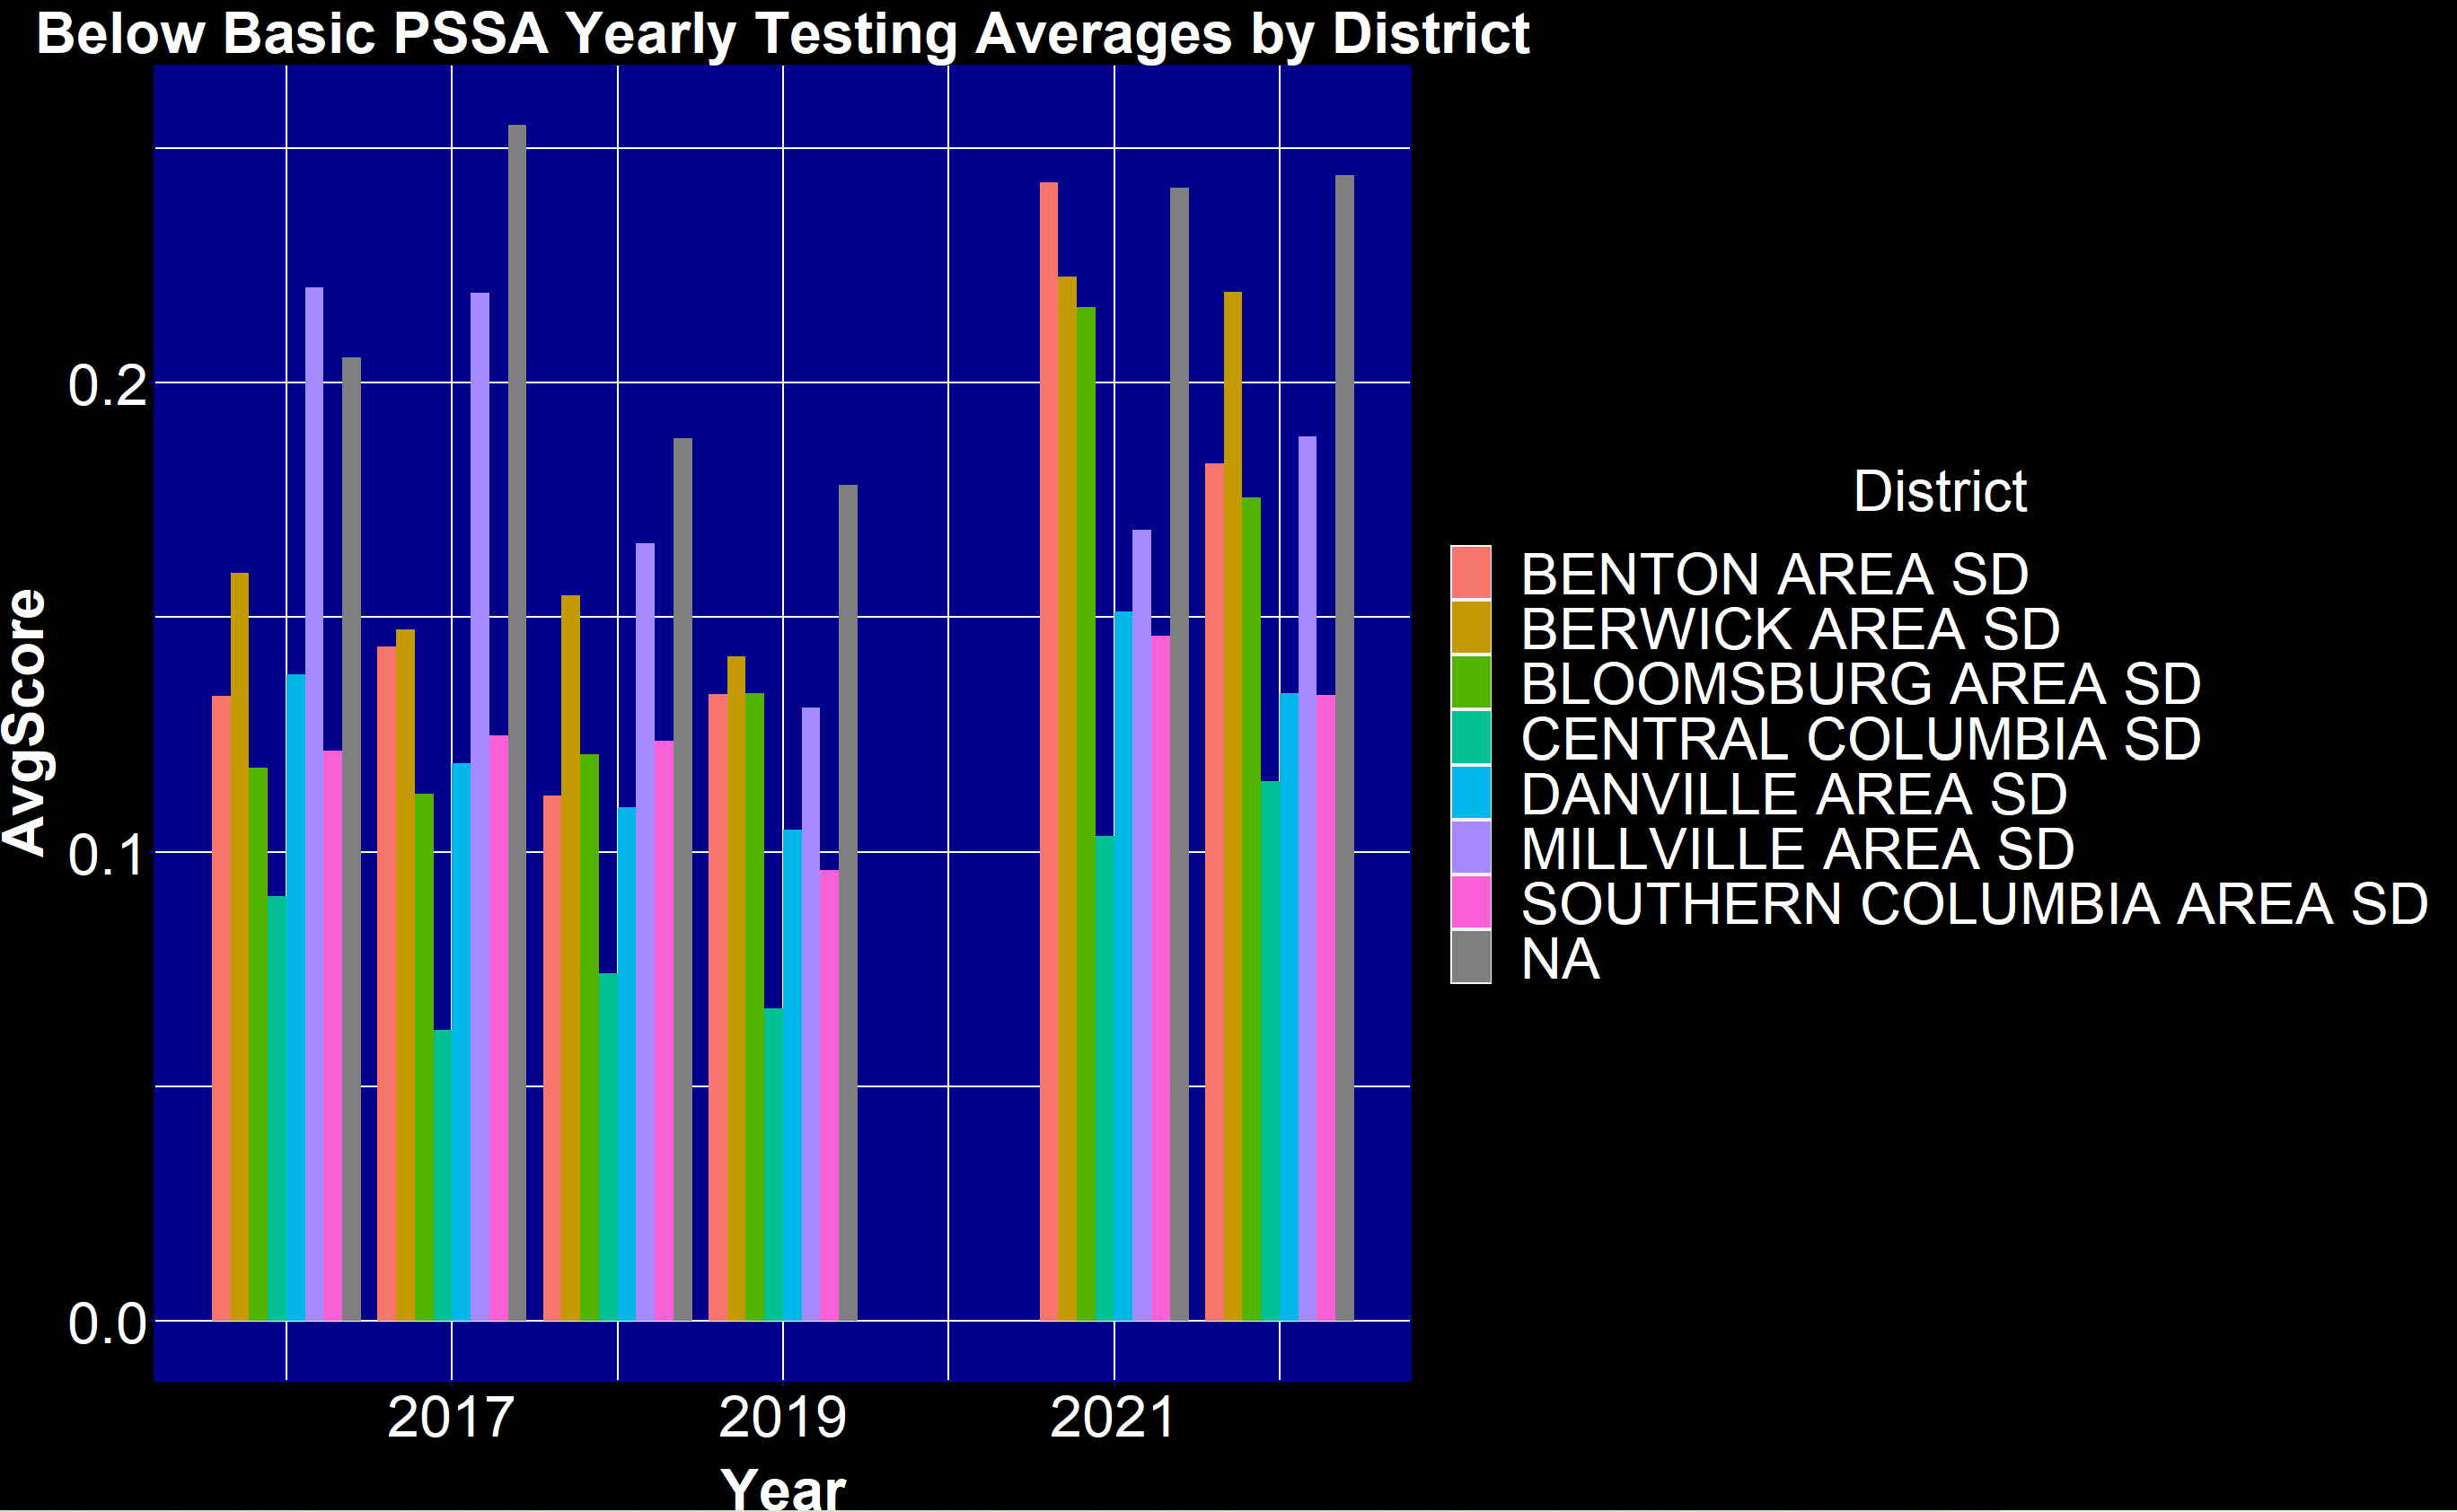 Below Basic PSSA Yearly Testing Averages by District
AvgScore
0.2
0.1
0.0
2017
2019
2021
Year
District
BENTON AREA SD
BERWICK AREA SD
BLOOMSBURG AREA SD
CENTRAL COLUMBIA SD
DANVILLE AREA SD
MILLVILLE AREA SD
SOUTHERN COLUMBIA AREA SD
NA